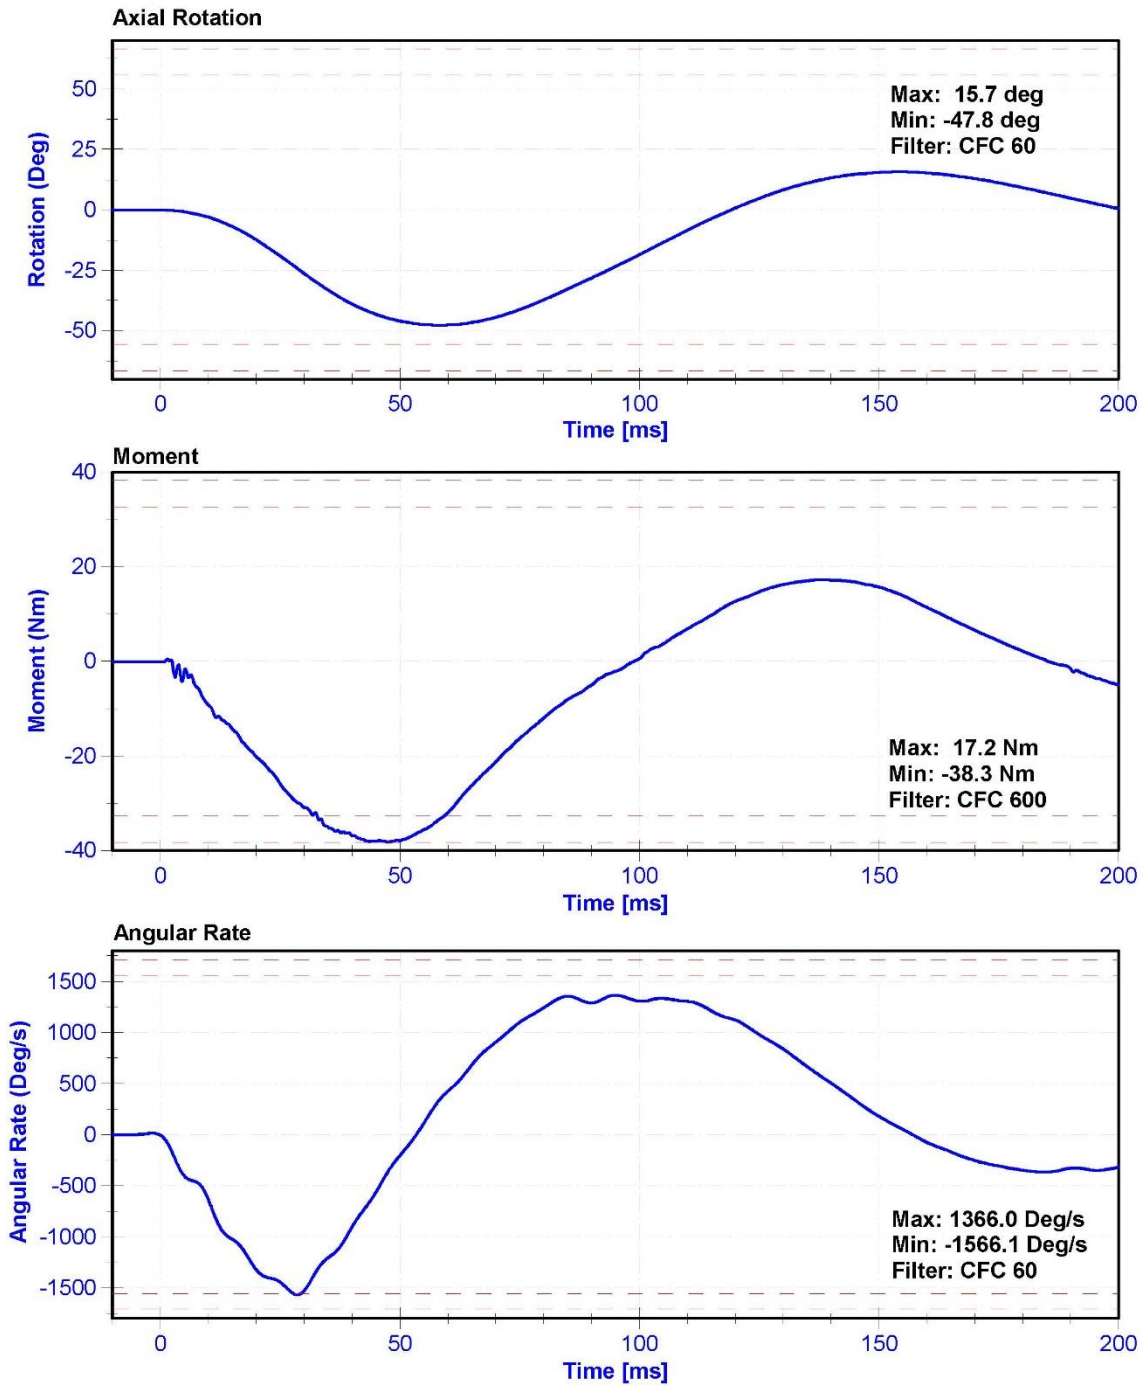 Axial Rotation
Rotation (Deg)
50
25
0
-25
-50
Max: 15.7 deg
Min: -47.8 deg
Filter: CFC 60
0 50 100 150 200
Time [ms]
Moment
Moment (Nm)
40
20
0
-20
-40
Max: 17.2 Nm
Min: -38.3 Nm
Filter: CFC 600
0 50 100 150 200
Time [ms]
Angular Rate
Angular Rate (Deg/s)
1500
1000
500
0
-500
-1000
-1500
Max: 1366.0 Deg/s
Min: -1566.1 Deg/s
Filter: CFC 60
0 50 100 150 200
Time [ms]